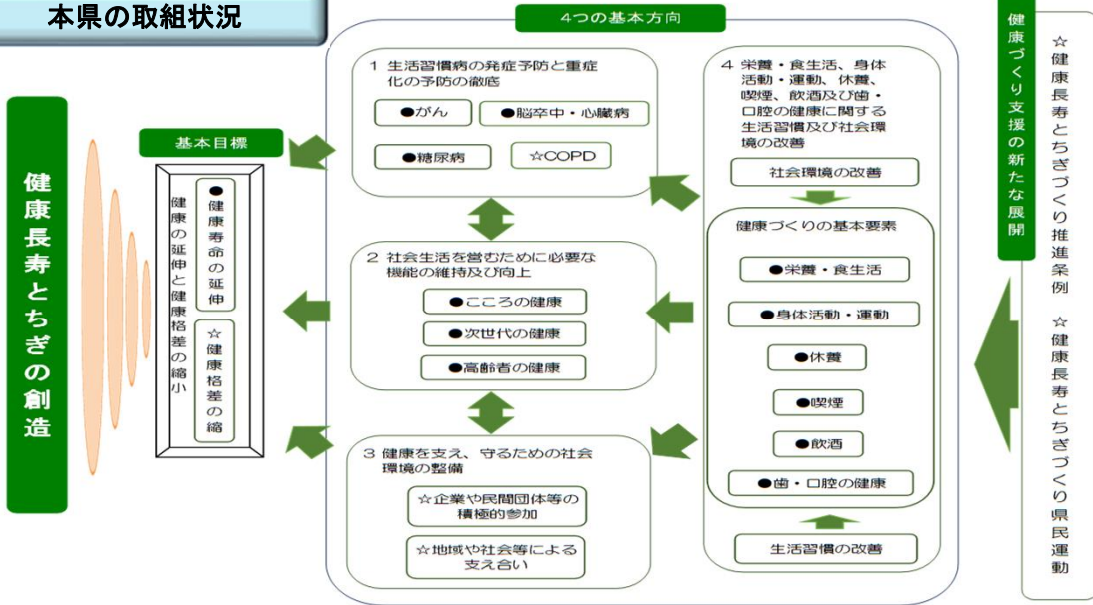 本県の取組状況
4つの基本方向
健康長寿とちぎの創造
基本目標
健康の延伸と健康格差の縮小
●健康寿命の延伸
☆健康格差の縮
1 生活習慣病の発症予防と重症
化の予防の徹底
●がん
●脳卒中・心臓病
●糖尿病
☆COPD
2 社会生活を営むために必要な
機能の維持及び向上
●こころの健康
●次世代の健康
●高齢者の健康
3 健康を支え、守るための社会
環境の整備
☆企業や民間団体等の
積極的参加
☆地域や社会等による
支え合い
4 栄養・食生活、身体
活動・運動、休養、
喫煙、飲酒及び歯・
口腔の健康に関する
生活習慣及び社会環
境の改善
社会環境の改善
健康づくりの基本要素
●栄養・食生活
●身体活動・運動
●休養
●喫煙
●飲酒
●歯・口腔の健康
生活習慣の改善
健康づくり支援の新たな展開
☆健康長寿とちぎづくり推進条例 ☆健康長寿とちぎづくり県民運動